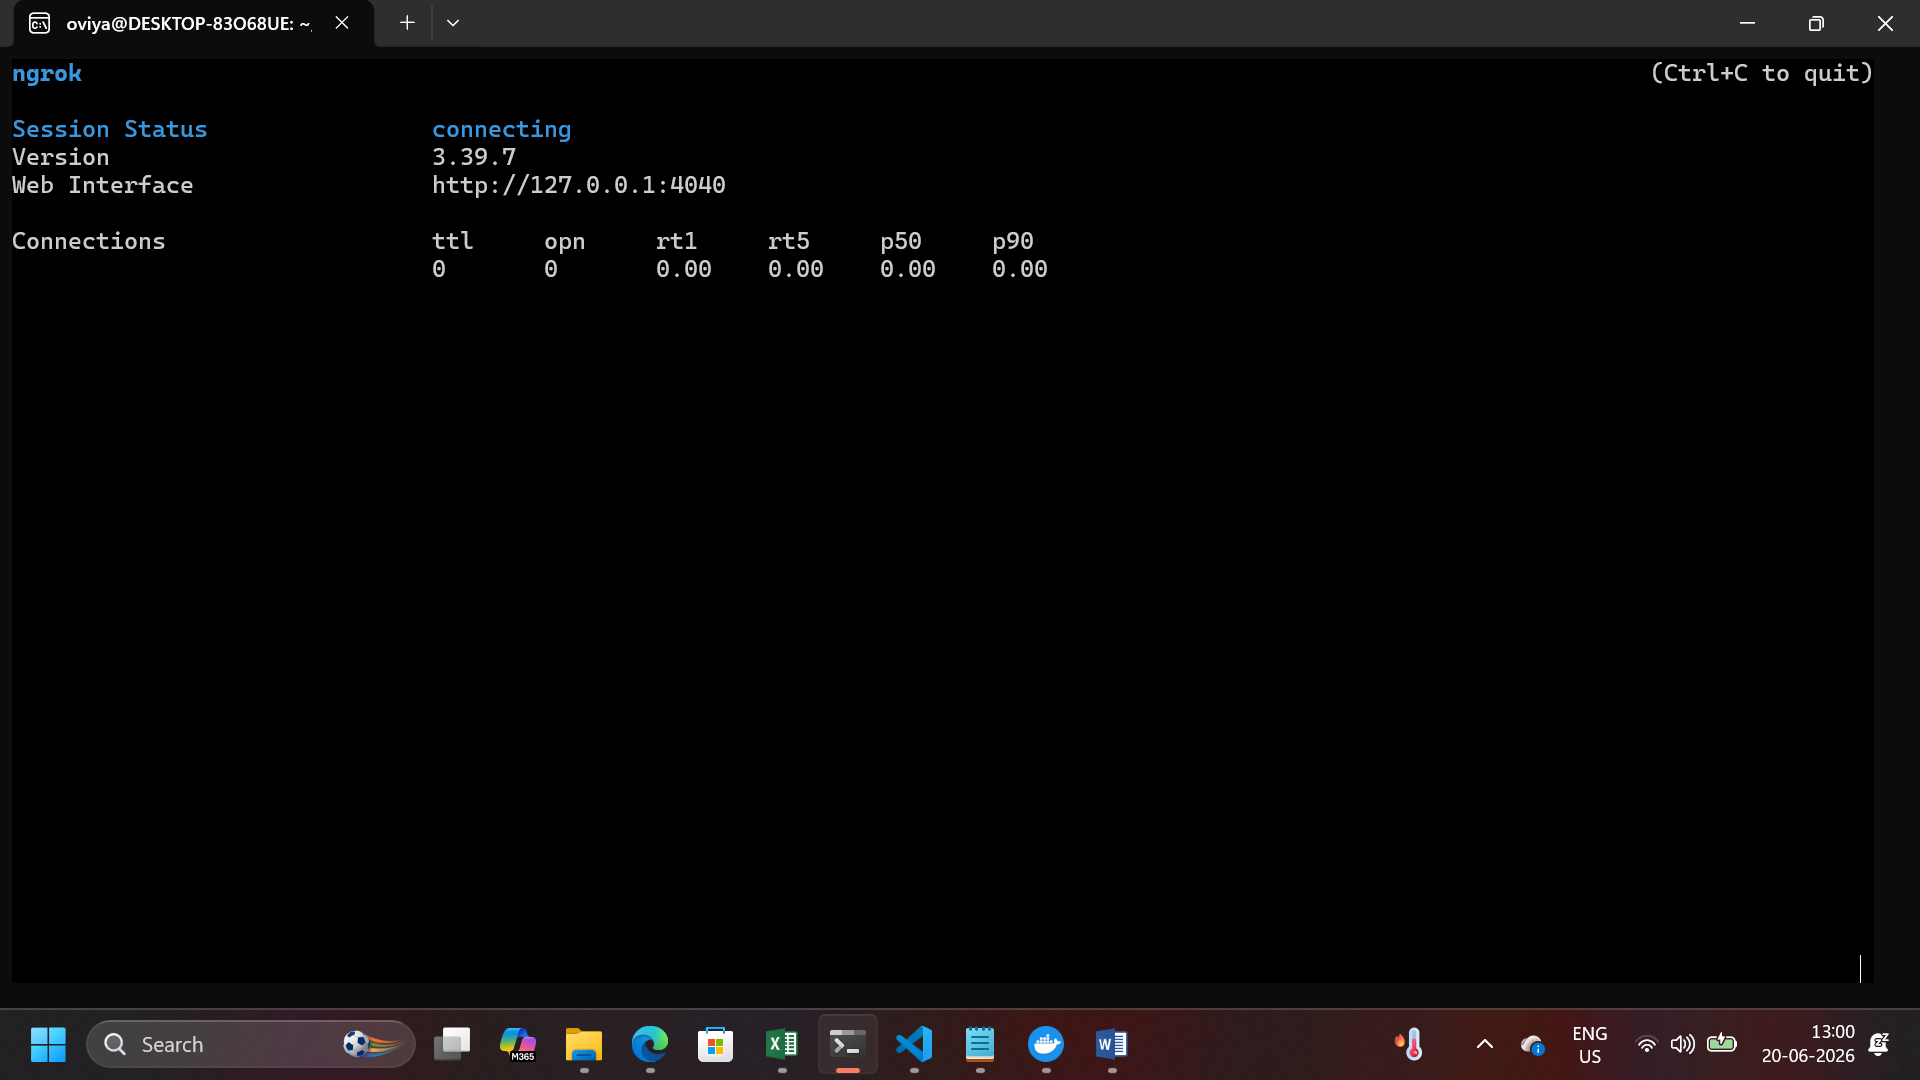 oviya@DESKTOP-83O68UE: ~
ngrok (Ctrl+C to quit)
Session Status connecting
Version 3.39.7
Web Interface http://127.0.0.1:4040
Connections ttl opn rt1 rt5 p50 p90
0 0 0.00 0.00 0.00 0.00
Search
M365
ENG
US
13:00
20-06-2026